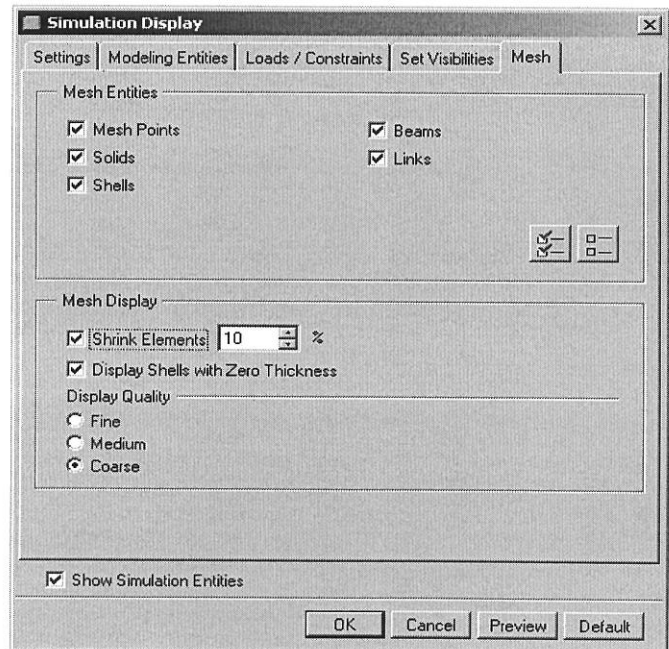 Simulation Display
Settings Modeling Entities Loads / Constraints Set Visibilities Mesh
Mesh Entities
Mesh Points Beams
Solids Links
Shells
Mesh Display
Shrink Elements 10 %
Display Shells with Zero Thickness
Display Quality
Fine
Medium
Coarse
Show Simulation Entities
OK Cancel Preview Default